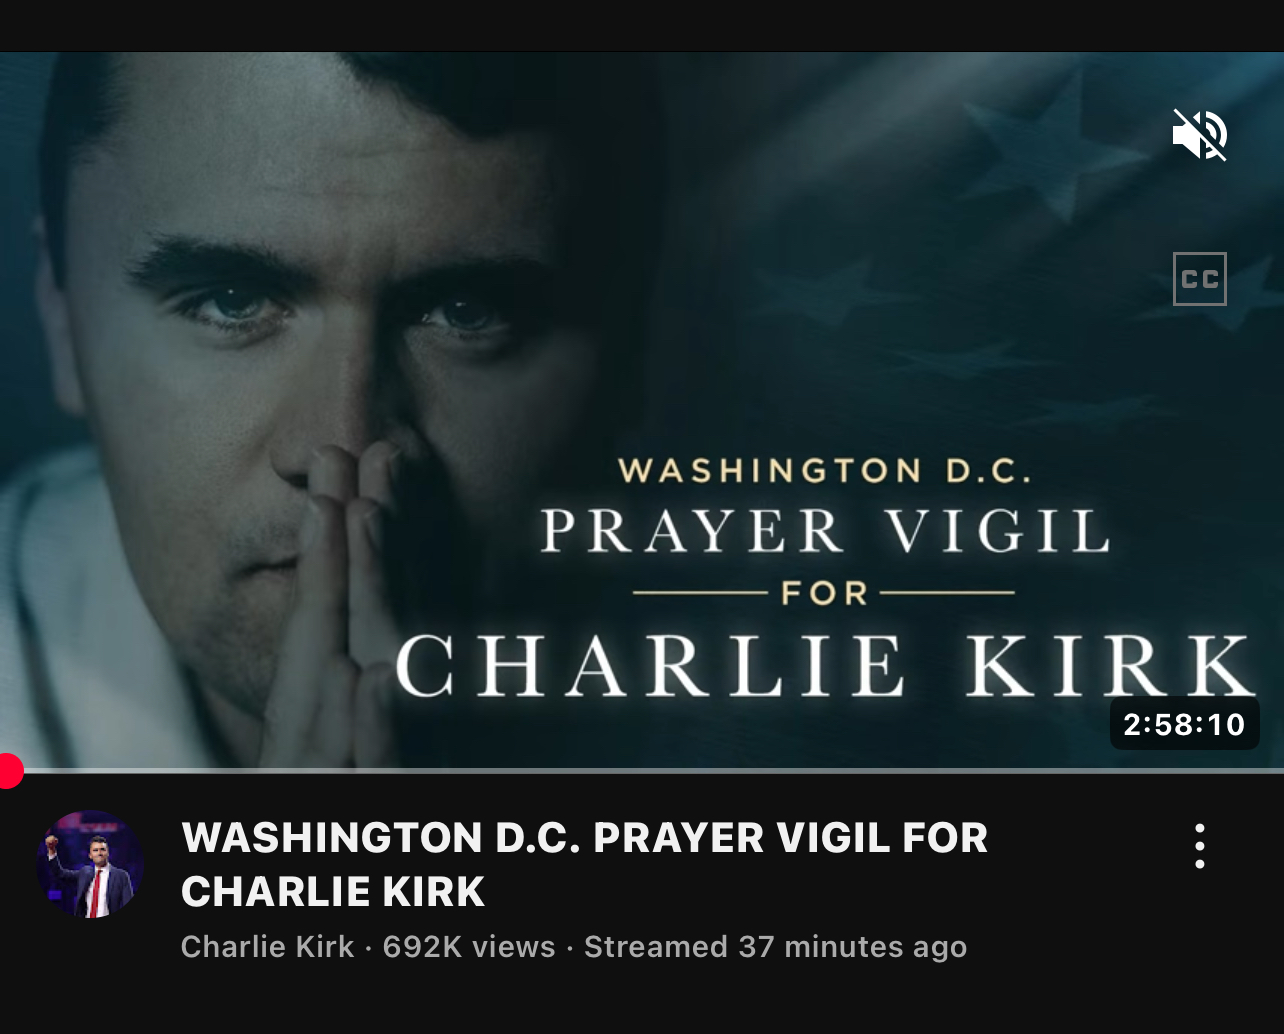 CC
WASHINGTON D.C.
PRAYER VIGIL
FOR
CHARLIE KIRK
2:58:10
WASHINGTON D.C. PRAYER VIGIL FOR
CHARLIE KIRK
Charlie Kirk · 692K views · Streamed 37 minutes ago